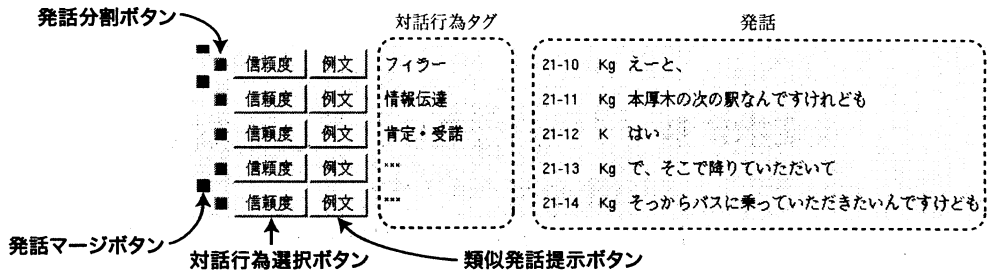 発話分割ボタン
対話行為タグ 発話
信頼度 例文 フィラー 21-10 Kg えーと、
信頼度 例文 情報伝達 21-11 Kg 本厚木の次の駅なんですけれども
信頼度 例文 肯定・受諾 21-12 K はい
信頼度 例文 *** 21-13 Kg で、そこで降りていただいて
信頼度 例文 *** 21-14 Kg そっからバスに乗っていただきたいんですけども
発話マージボタン 対話行為選択ボタン 類似発話提示ボタン